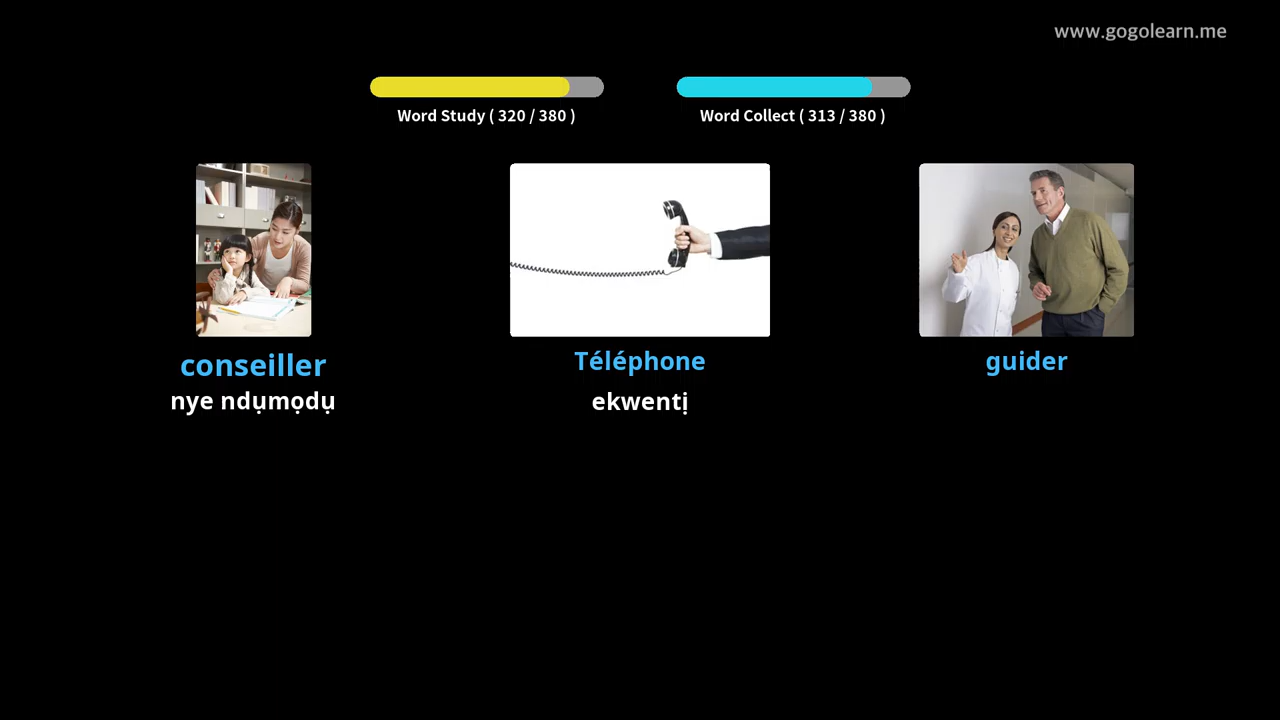 www.gogolearn.me
Word Study ( 320 / 380 )
Word Collect ( 313 / 380 )
conseiller
nye ndụmọdụ
Téléphone
ekwentị
guider